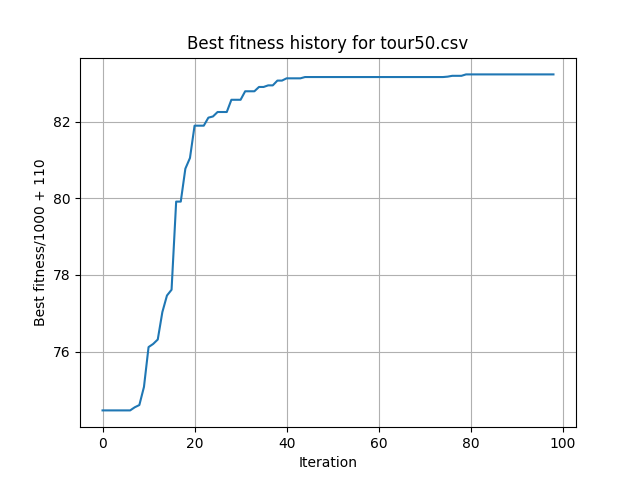 Best fitness history for tour50.csv
Best fitness/1000 + 110
82
80
78
76
0 20 40 60 80 100
Iteration